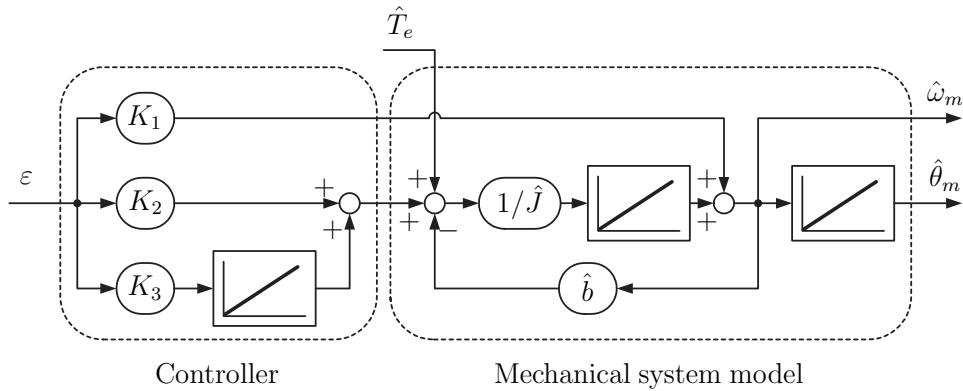 T̂_e
K_1
ω̂_m
ε
K_2
1/Ĵ
θ̂_m
+
+
+
+
−
+
+
K_3
b̂
Controller
Mechanical system model